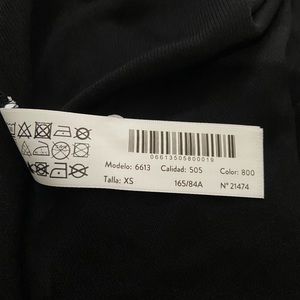 06613505800019
Modelo: 6613 Calidad: 505 Color: 800
Talla: XS 165/84A Nº 21474